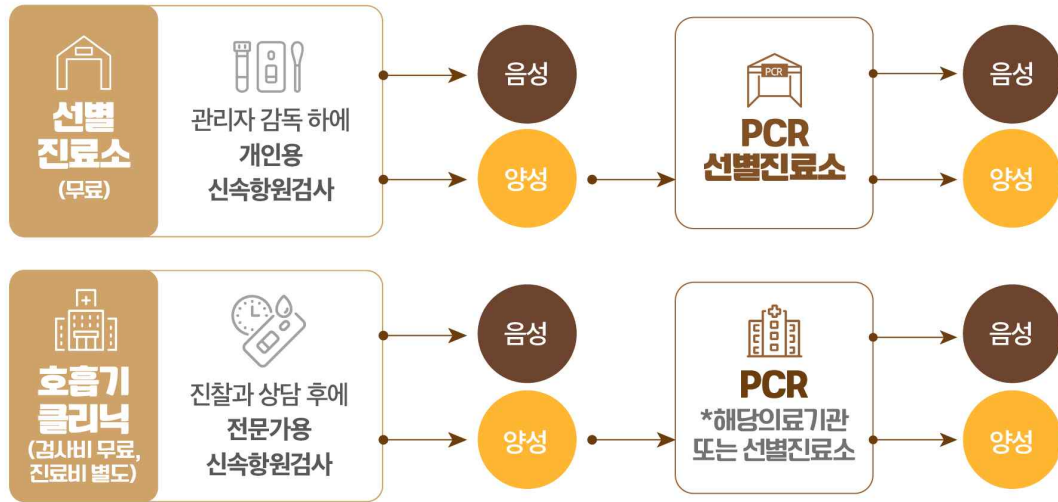 선별
진료소
(무료)
관리자 감독 하에
개인용
신속항원검사
음성
양성
PCR
PCR
선별진료소
음성
양성
호흡기
클리닉
(검사비 무료,
진료비 별도)
진찰과 상담 후에
전문가용
신속항원검사
음성
양성
PCR
*해당의료기관
또는 선별진료소
음성
양성